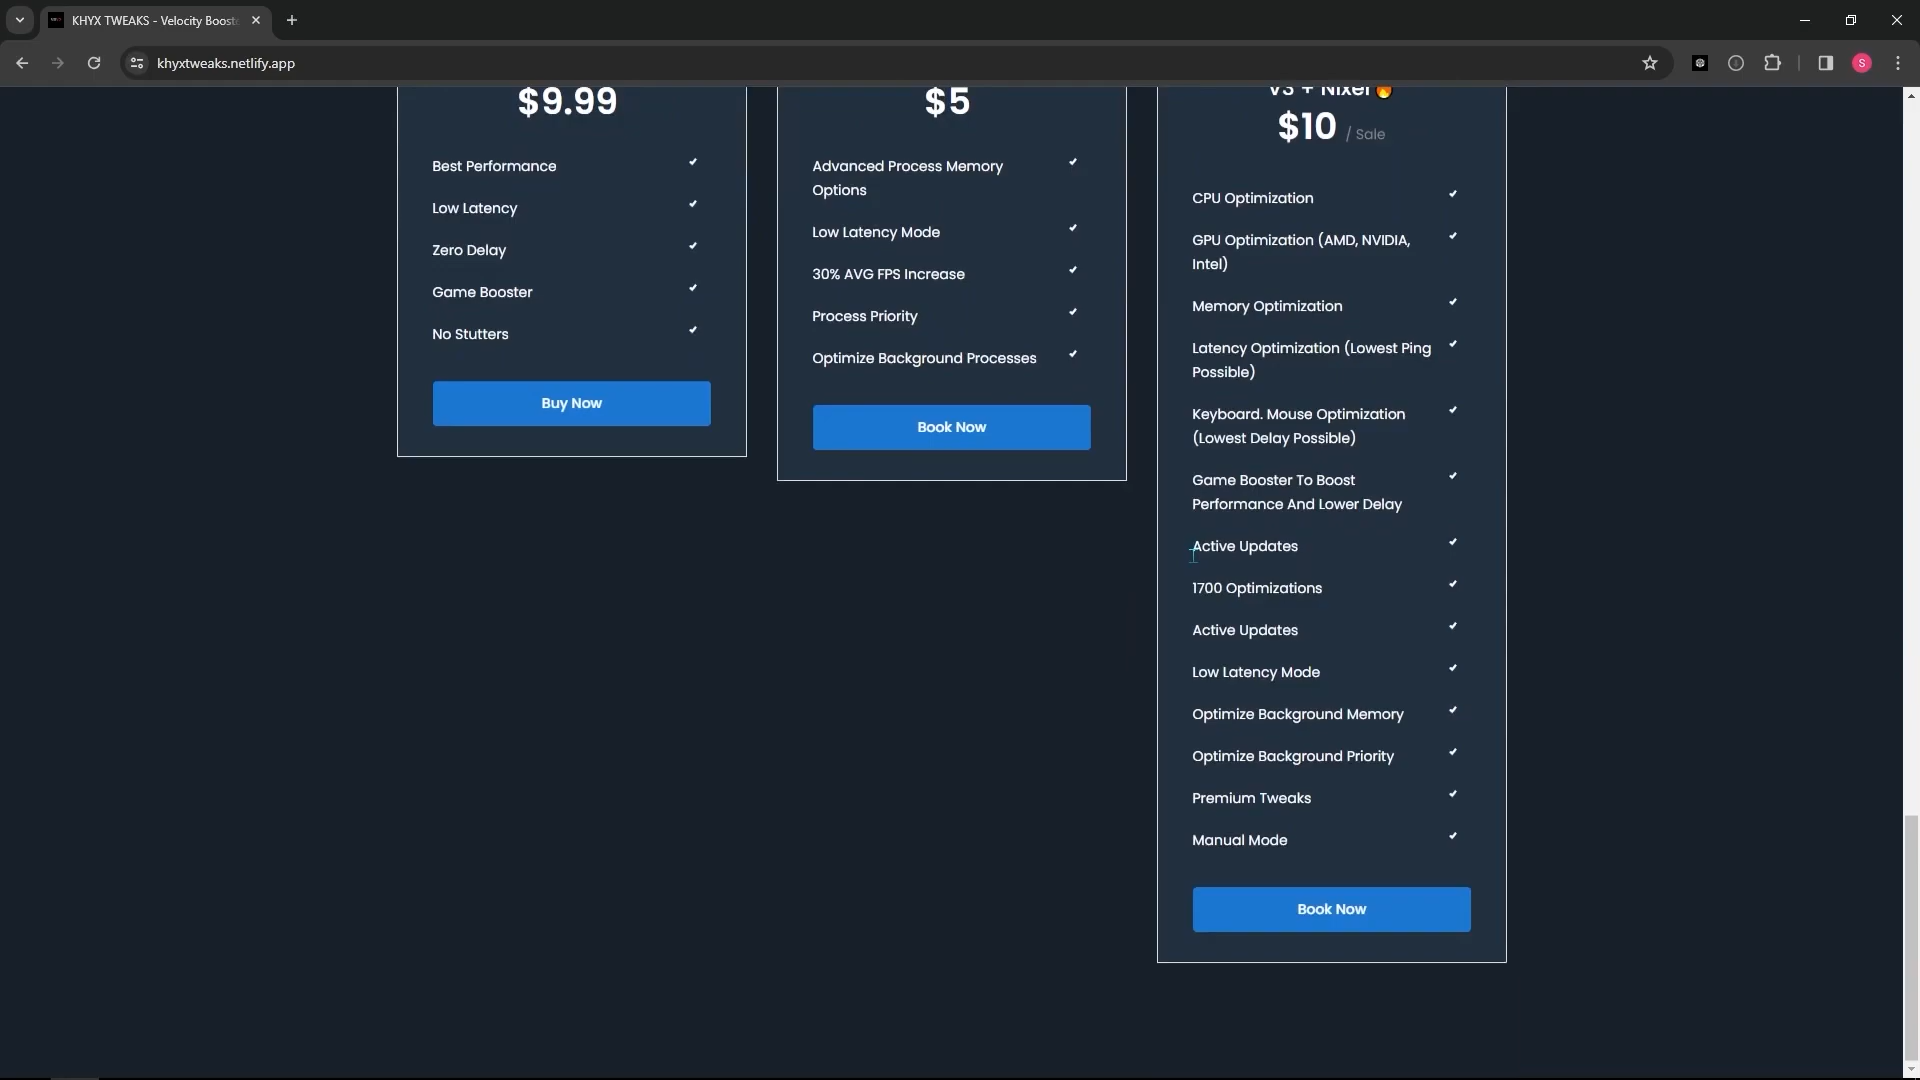 KHYX TWEAKS - Velocity Booste
khyxtweaks.netlify.app
S
$9.99
Best Performance
Low Latency
Zero Delay
Game Booster
No Stutters
Buy Now
$5
Advanced Process Memory
Options
Low Latency Mode
30% AVG FPS Increase
Process Priority
Optimize Background Processes
Book Now
V3 + Nixer🔥
$10 / Sale
CPU Optimization
GPU Optimization (AMD, NVIDIA,
Intel)
Memory Optimization
Latency Optimization (Lowest Ping
Possible)
Keyboard. Mouse Optimization
(Lowest Delay Possible)
Game Booster To Boost
Performance And Lower Delay
Active Updates
1700 Optimizations
Active Updates
Low Latency Mode
Optimize Background Memory
Optimize Background Priority
Premium Tweaks
Manual Mode
Book Now